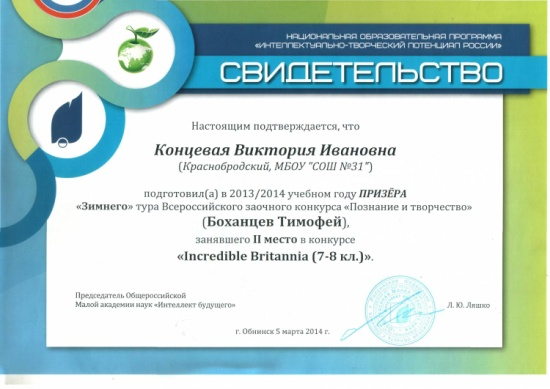 НАЦИОНАЛЬНАЯ ОБРАЗОВАТЕЛЬНАЯ ПРОГРАММА
«ИНТЕЛЛЕКТУАЛЬНО-ТВОРЧЕСКИЙ ПОТЕНЦИАЛ РОССИИ»
СВИДЕТЕЛЬСТВО
Настоящим подтверждается, что
Концевая Виктория Ивановна
(Краснобродский, МБОУ "СОШ №31")
подготовил(а) в 2013/2014 учебном году ПРИЗЁРА
«Зимнего» тура Всероссийского заочного конкурса «Познание и творчество»
(Боханцев Тимофей),
занявшего II место в конкурсе
«Incredible Britannia (7-8 кл.)».
Председатель Общероссийской
Малой академии наук «Интеллект будущего»
Л. Ю. Ляшко
г. Обнинск 5 марта 2014 г.